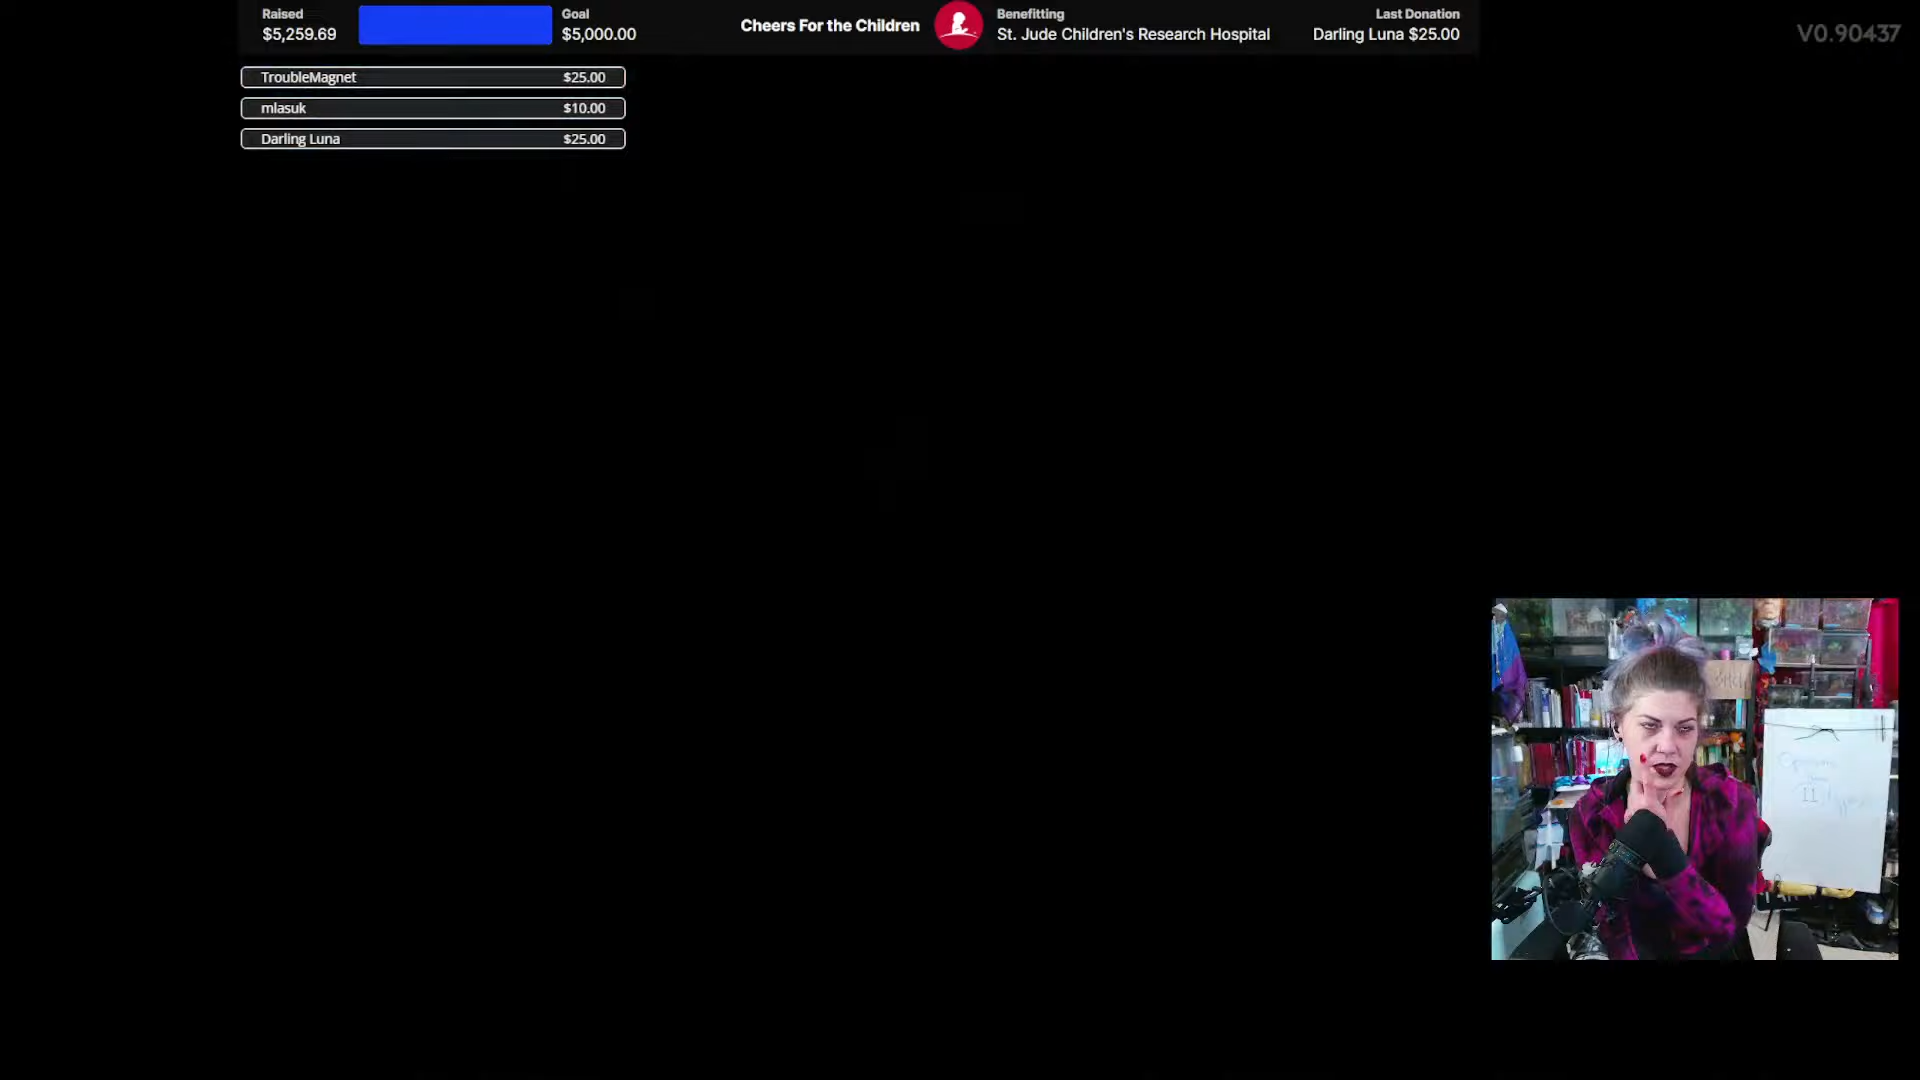 Raised
$5,259.69
Goal
$5,000.00
Cheers For the Children
Benefitting
St. Jude Children's Research Hospital
Last Donation
Darling Luna $25.00
V0.90437
TroubleMagnet $25.00
mlasuk $10.00
Darling Luna $25.00
11